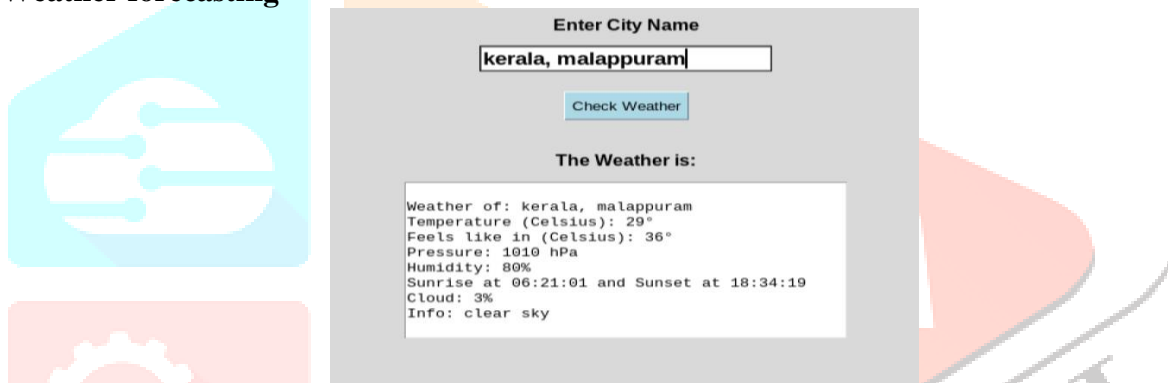 Weather forecasting
Enter City Name
kerala, malappuram
Check Weather
The Weather is:
Weather of: kerala, malappuram
Temperature (Celsius): 29°
Feels like in (Celsius): 36°
Pressure: 1010 hPa
Humidity: 80%
Sunrise at 06:21:01 and Sunset at 18:34:19
Cloud: 3%
Info: clear sky